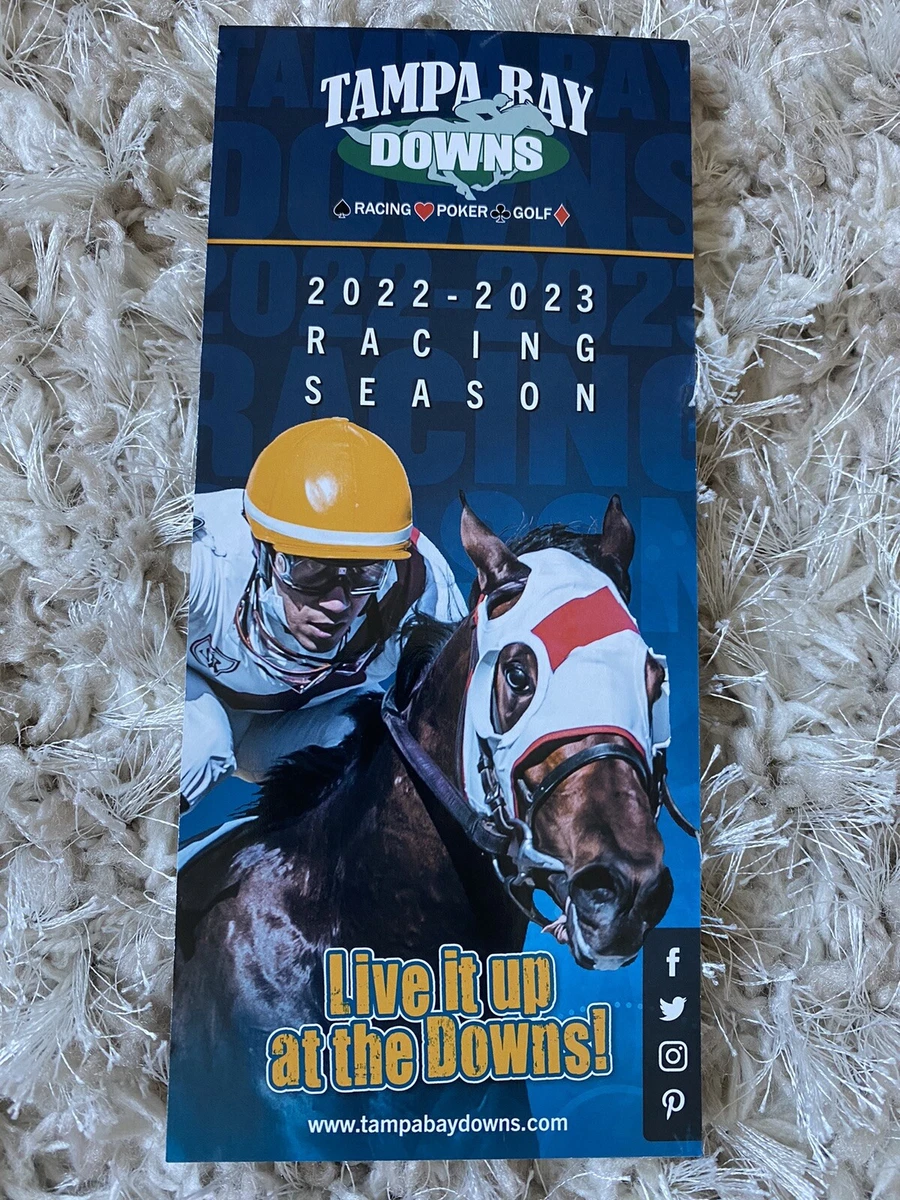 TAMPA BAY
DOWNS
RACING POKER GOLF
2022-2023
RACING
SEASON
Live it up
at the Downs!
www.tampabaydowns.com